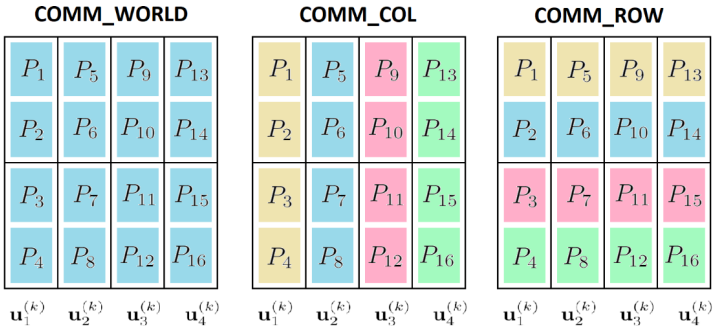 COMM_WORLD COMM_COL COMM_ROW
P₁ P₅ P₉ P₁₃ P₁ P₅ P₉ P₁₃ P₁ P₅ P₉ P₁₃
P₂ P₆ P₁₀ P₁₄ P₂ P₆ P₁₀ P₁₄ P₂ P₆ P₁₀ P₁₄
P₃ P₇ P₁₁ P₁₅ P₃ P₇ P₁₁ P₁₅ P₃ P₇ P₁₁ P₁₅
P₄ P₈ P₁₂ P₁₆ P₄ P₈ P₁₂ P₁₆ P₄ P₈ P₁₂ P₁₆
u₁⁽ᵏ⁾ u₂⁽ᵏ⁾ u₃⁽ᵏ⁾ u₄⁽ᵏ⁾ u₁⁽ᵏ⁾ u₂⁽ᵏ⁾ u₃⁽ᵏ⁾ u₄⁽ᵏ⁾ u₁⁽ᵏ⁾ u₂⁽ᵏ⁾ u₃⁽ᵏ⁾ u₄⁽ᵏ⁾